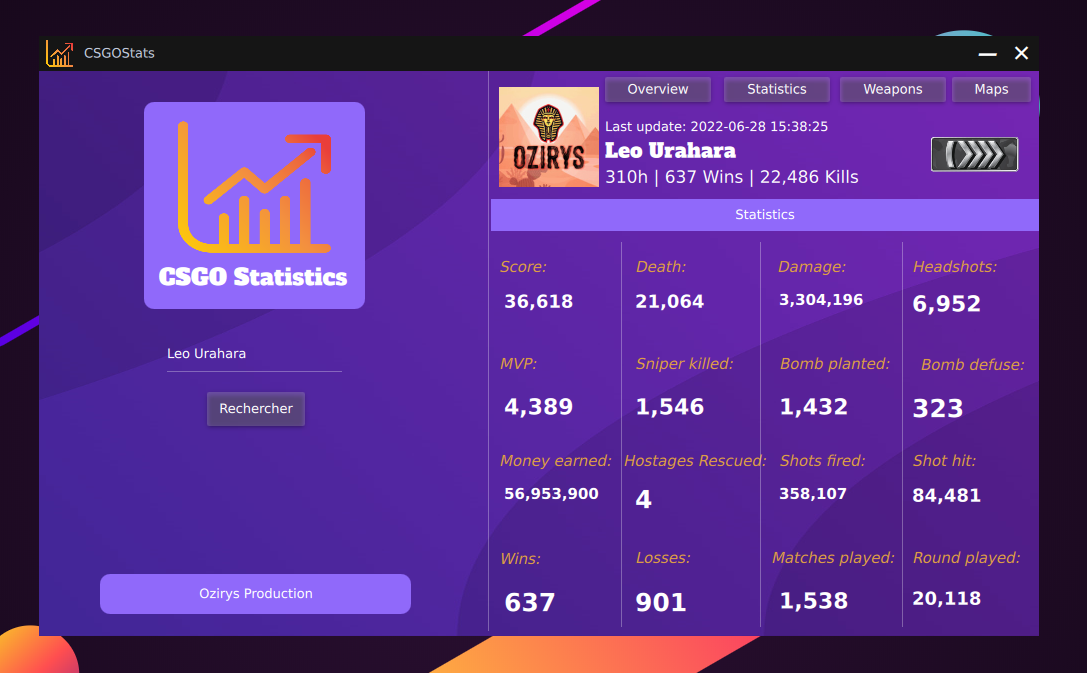 CSGOStats
CSGO Statistics
Leo Urahara
Rechercher
Ozirys Production
Overview
Statistics
Weapons
Maps
OZIRYS
Last update: 2022-06-28 15:38:25
Leo Urahara
310h | 637 Wins | 22,486 Kills
Statistics
Score:
Death:
Damage:
Headshots:
36,618
21,064
3,304,196
6,952
MVP:
Sniper killed:
Bomb planted:
Bomb defuse:
4,389
1,546
1,432
323
Money earned:
Hostages Rescued:
Shots fired:
Shot hit:
56,953,900
4
358,107
84,481
Wins:
Losses:
Matches played:
Round played:
637
901
1,538
20,118